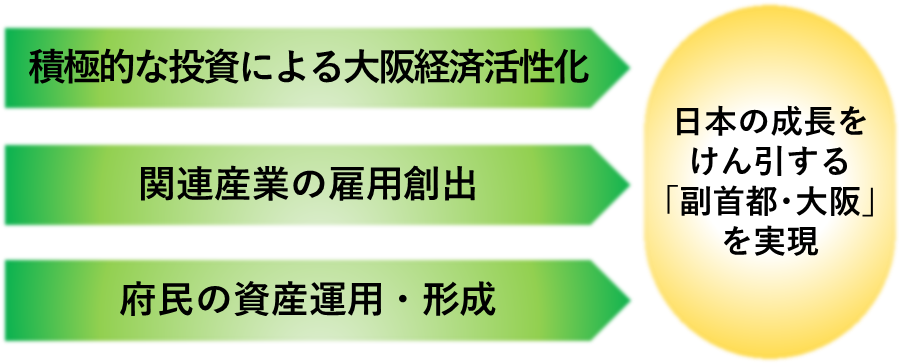 積極的な投資による大阪経済活性化
関連産業の雇用創出
府民の資産運用・形成
日本の成長を
けん引する
「副首都・大阪」
を実現